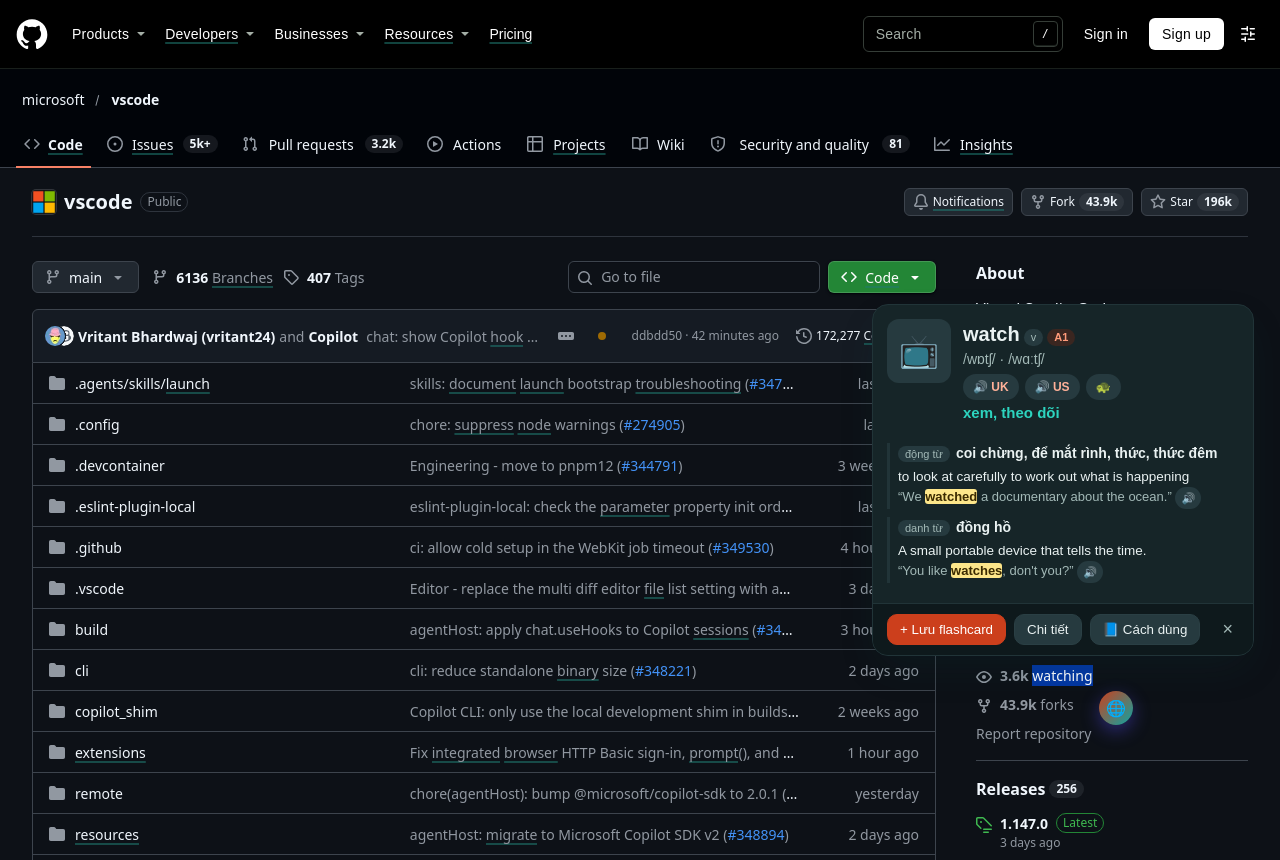 Products Developers Businesses Resources Pricing Search / Sign in Sign up
microsoft / vscode
Code Issues 5k+ Pull requests 3.2k Actions Projects Wiki Security and quality 81 Insights
vscode Public Notifications Fork 43.9k Star 196k
main 6136 Branches 407 Tags Go to file Code
About
Vritant Bhardwaj (vritant24) and Copilot chat: show Copilot hook … ddbdd50 · 42 minutes ago 172,277
.agents/skills/launch skills: document launch bootstrap troubleshooting (#347…
.config chore: suppress node warnings (#274905)
.devcontainer Engineering - move to pnpm12 (#344791) 3
.eslint-plugin-local eslint-plugin-local: check the parameter property init ord…
.github ci: allow cold setup in the WebKit job timeout (#349530) 4
.vscode Editor - replace the multi diff editor file list setting with a… 3
build agentHost: apply chat.useHooks to Copilot sessions (#34… 3
cli cli: reduce standalone binary size (#348221) 2 days ago
copilot_shim Copilot CLI: only use the local development shim in builds… 2 weeks ago
extensions Fix integrated browser HTTP Basic sign-in, prompt(), and … 1 hour ago
remote chore(agentHost): bump @microsoft/copilot-sdk to 2.0.1 (… yesterday
resources agentHost: migrate to Microsoft Copilot SDK v2 (#348894) 2 days ago
watch v A1
/wɒtʃ/ · /wɑːtʃ/
🔊 UK 🔊 US 🐢
xem, theo dõi
động từ coi chừng, để mắt rình, thức, thức đêm
to look at carefully to work out what is happening
“We watched a documentary about the ocean.” 🔊
danh từ đồng hồ
A small portable device that tells the time.
“You like watches, don't you?” 🔊
+ Lưu flashcard Chi tiết 📘 Cách dùng ×
3.6k watching
43.9k forks
Report repository
Releases 256
1.147.0 Latest
3 days ago